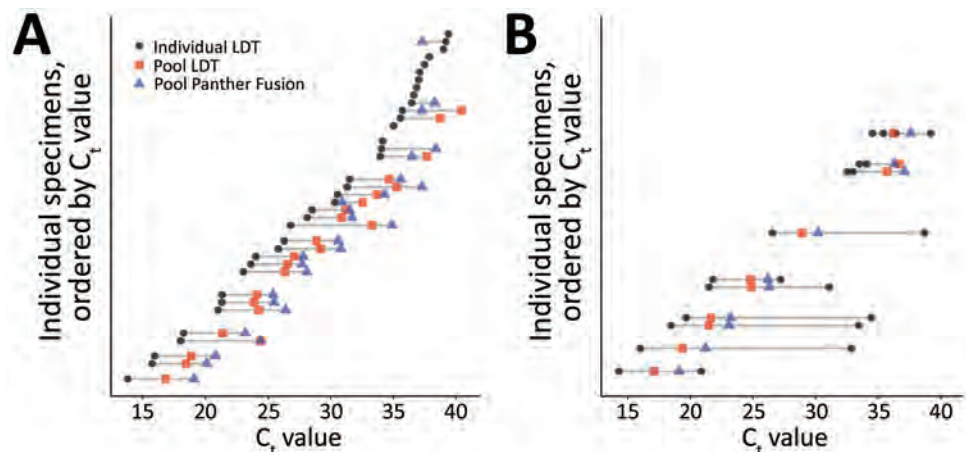 A
Individual LDT
Pool LDT
Pool Panther Fusion
Individual specimens,
ordered by Ct value
15 20 25 30 35 40
Ct value
B
Individual specimens,
ordered by Ct value
15 20 25 30 35 40
Ct value